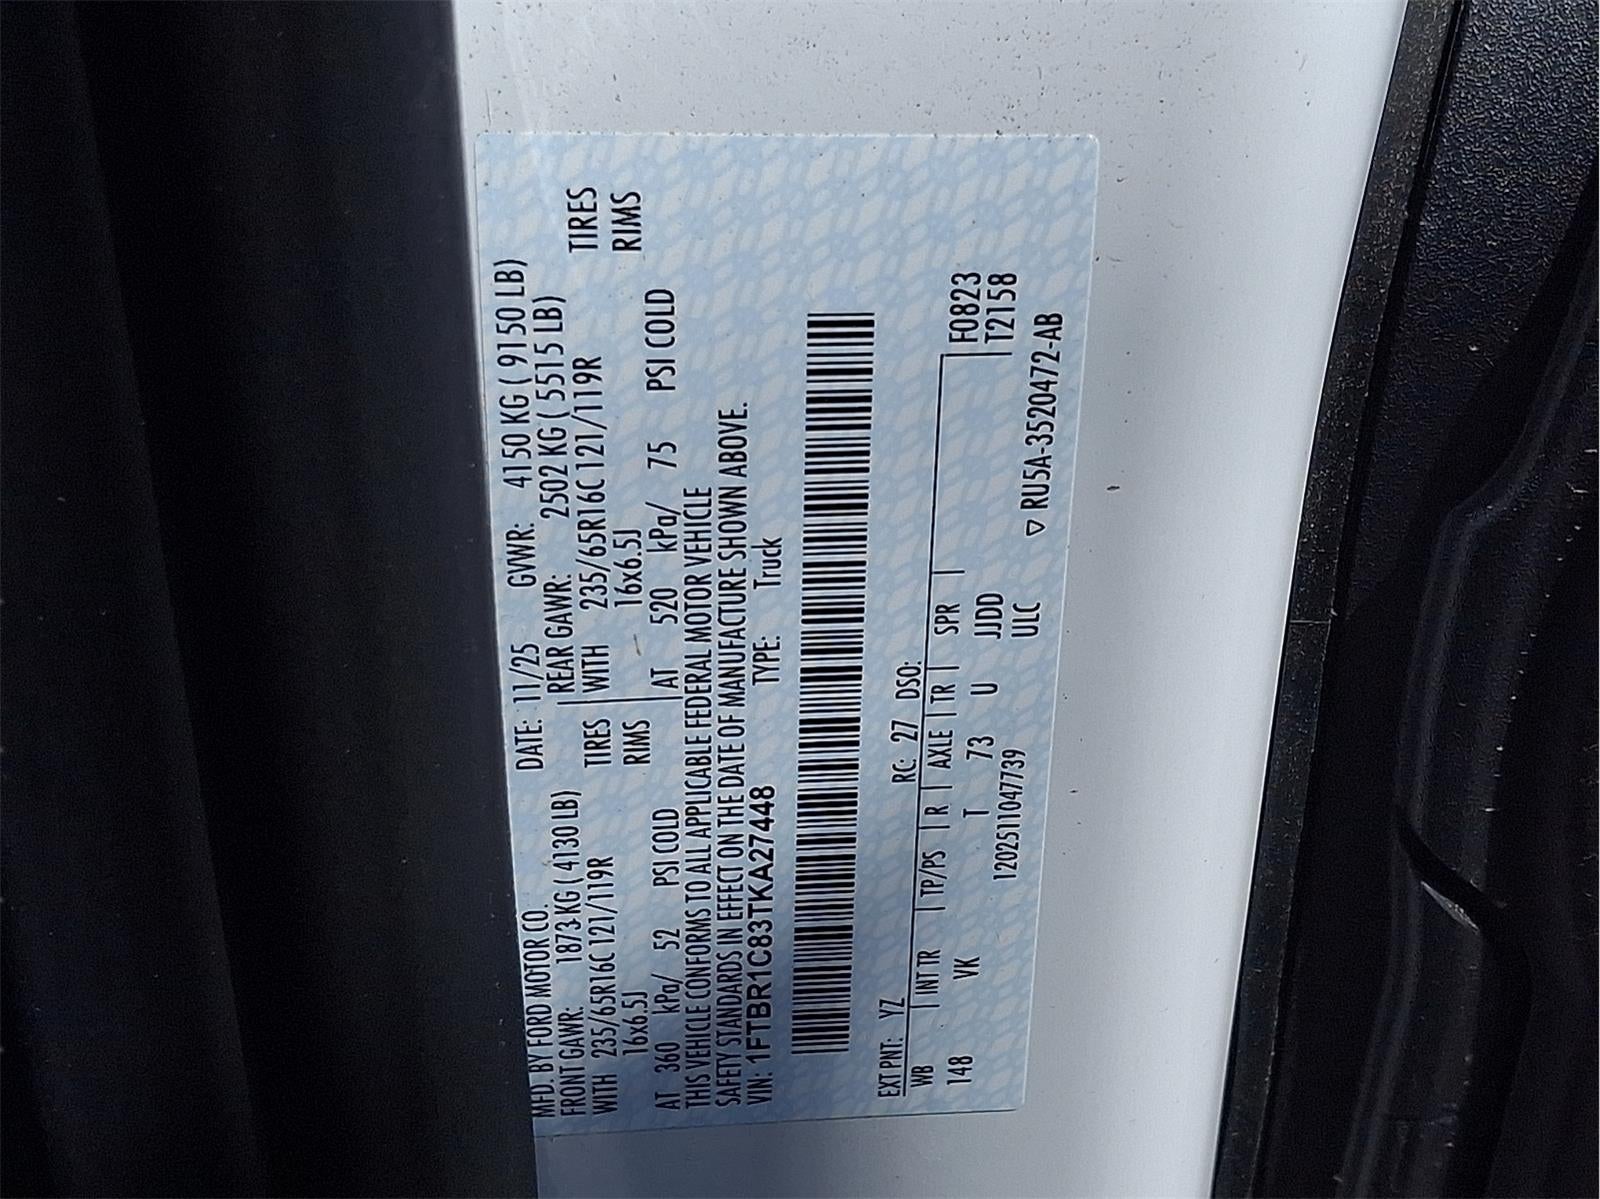 MFD. BY FORD MOTOR CO. DATE: 11/25 GVWR: 4150 KG ( 9150 LB)
FRONT GAWR: 1873 KG ( 4130 LB) REAR GAWR: 2502 KG ( 5515 LB)
WITH 235/65R16C 121/119R TIRES WITH 235/65R16C 121/119R TIRES
16x6.5J RIMS 16x6.5J RIMS
AT 360 kPa/ 52 PSI COLD AT 520 kPa/ 75 PSI COLD
THIS VEHICLE CONFORMS TO ALL APPLICABLE FEDERAL MOTOR VEHICLE
SAFETY STANDARDS IN EFFECT ON THE DATE OF MANUFACTURE SHOWN ABOVE.
VIN: 1FTBR1C83TKA27448 TYPE: Truck
EXT PNT: YZ RC: 27 DSO:
WB INT TR TP/PS R AXLE TR SPR F0823
148 VK T 73 U JJDD T2158
120251047739 ULC ▽ RU5A-3520472-AB